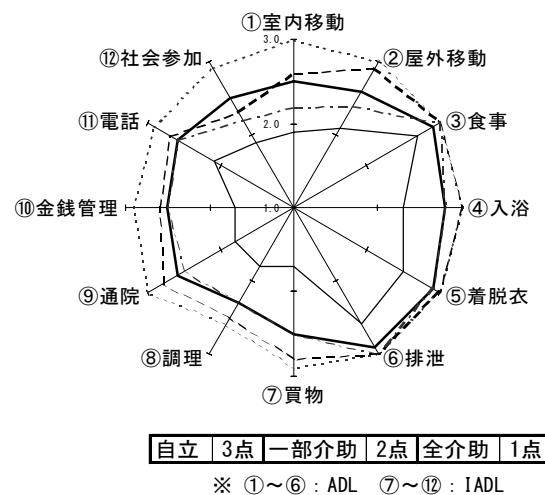 ①室内移動
②屋外移動
③食事
④入浴
⑤着脱衣
⑥排泄
⑦買物
⑧調理
⑨通院
⑩金銭管理
⑪電話
⑫社会参加
3.0
2.0
1.0
自立 3点 一部介助 2点 全介助 1点
※ ①~⑥:ADL ⑦~⑫:IADL